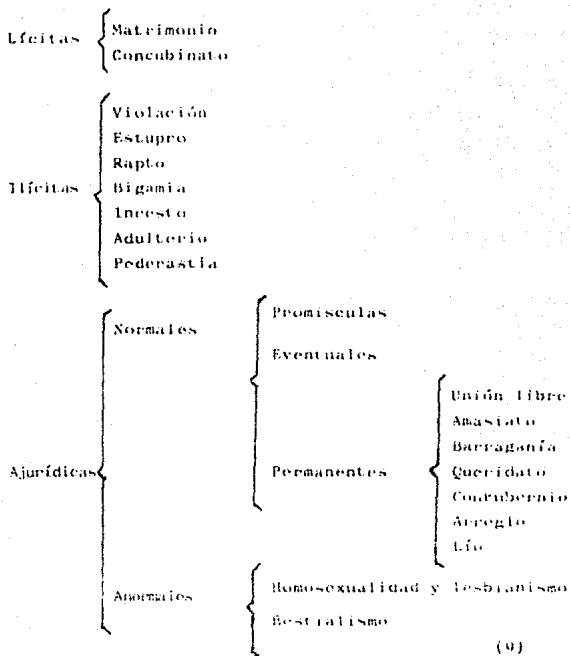 Lícitas
Matrimonio
Concubinato
Ilícitas
Violación
Estupro
Rapto
Bigamia
Incesto
Adulterio
Pederastia
Ajurídicas
Normales
Promisculas
Eventuales
Permanentes
Unión libre
Amasiato
Barraganía
Queridato
Contubernio
Arreglo
Lío
Anormales
Homosexualidad y lesbianismo
Bestialismo
(9)